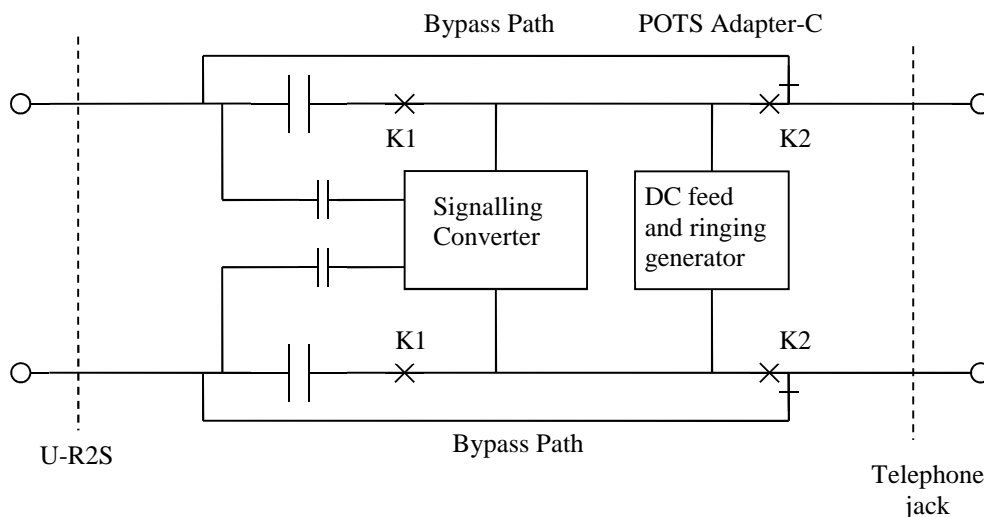 Bypass Path
POTS Adapter-C
K1
K2
Signalling
Converter
DC feed
and ringing
generator
K1
K2
Bypass Path
U-R2S
Telephone
jack